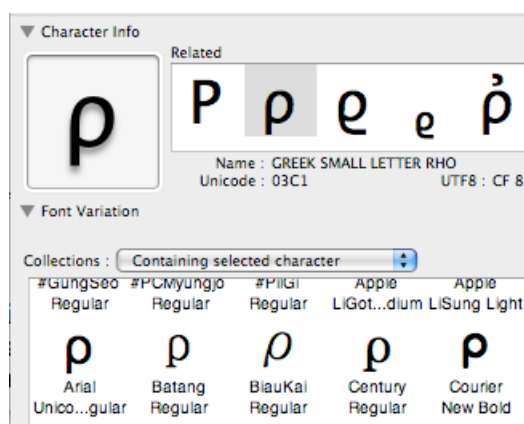 Character Info
Related
ρ
P ρ ϱ ᵨ ῤ
Name : GREEK SMALL LETTER RHO
Unicode : 03C1 UTF8 : CF 8
Font Variation
Collections : Containing selected character
#GungSeo #PCMyungjo #PilGi Apple Apple
Regular Regular Regular LiGot...dium LiSung Light
ρ ρ ρ ρ ρ
Arial Batang BiauKai Century Courier
Unico...gular Regular Regular Regular New Bold